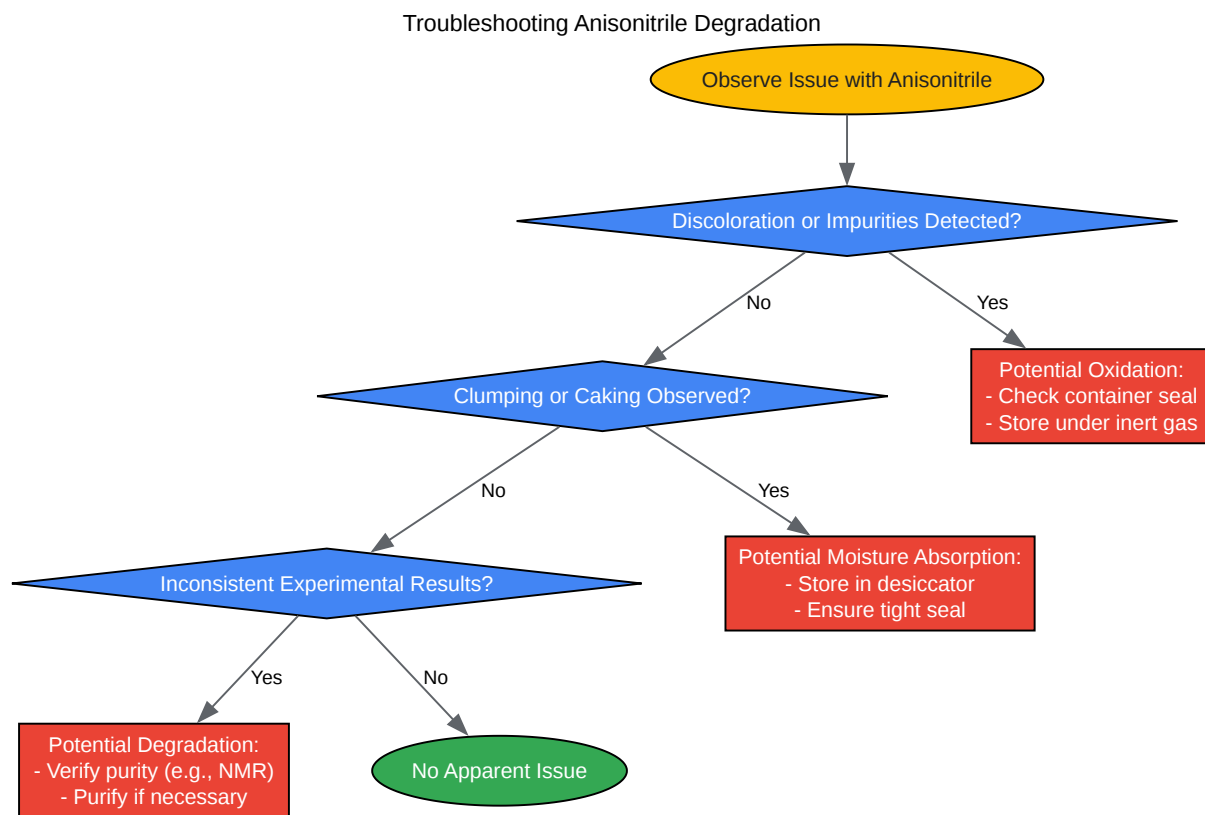 Troubleshooting Anisonitrile Degradation
Observe Issue with Anisonitrile
Discoloration or Impurities Detected?
No
Yes
Potential Oxidation:
- Check container seal
- Store under inert gas
Clumping or Caking Observed?
No
Yes
Potential Moisture Absorption:
- Store in desiccator
- Ensure tight seal
Inconsistent Experimental Results?
Yes
No
Potential Degradation:
- Verify purity (e.g., NMR)
- Purify if necessary
No Apparent Issue